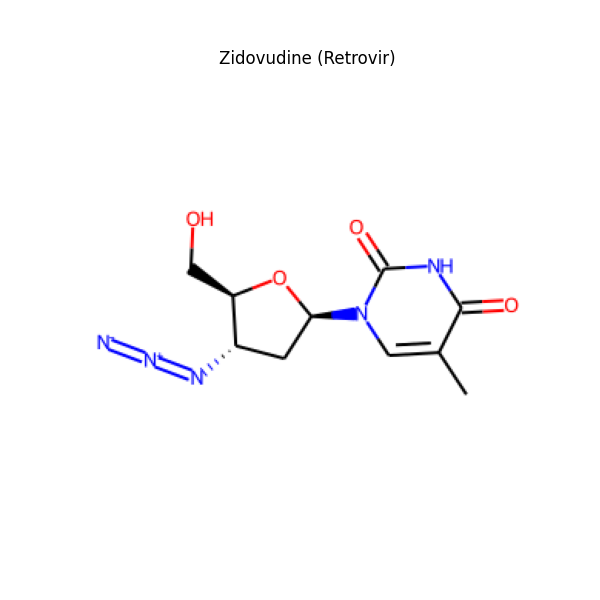 Zidovudine (Retrovir)
OH
O
O
NH
N
O
N-
N+
N